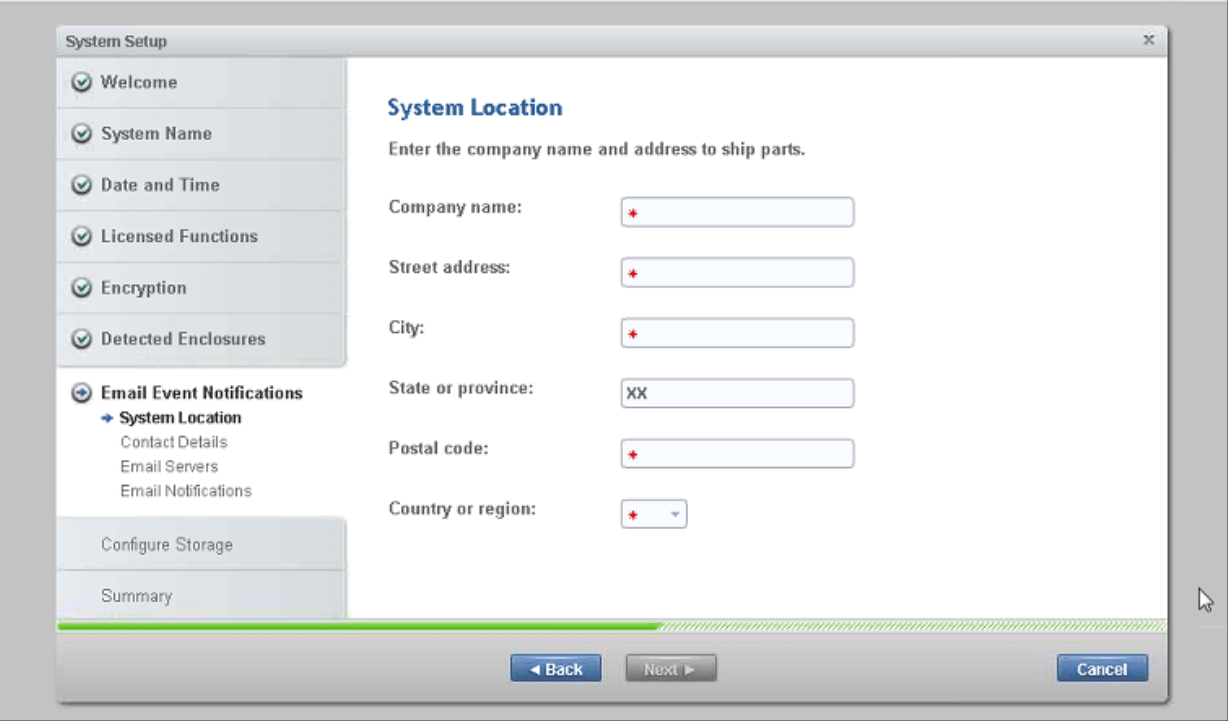 System Setup
Welcome
System Name
Date and Time
Licensed Functions
Encryption
Detected Enclosures
Email Event Notifications
System Location
Contact Details
Email Servers
Email Notifications
Configure Storage
Summary
System Location
Enter the company name and address to ship parts.
Company name:
Street address:
City:
State or province: XX
Postal code:
Country or region:
Back
Next
Cancel